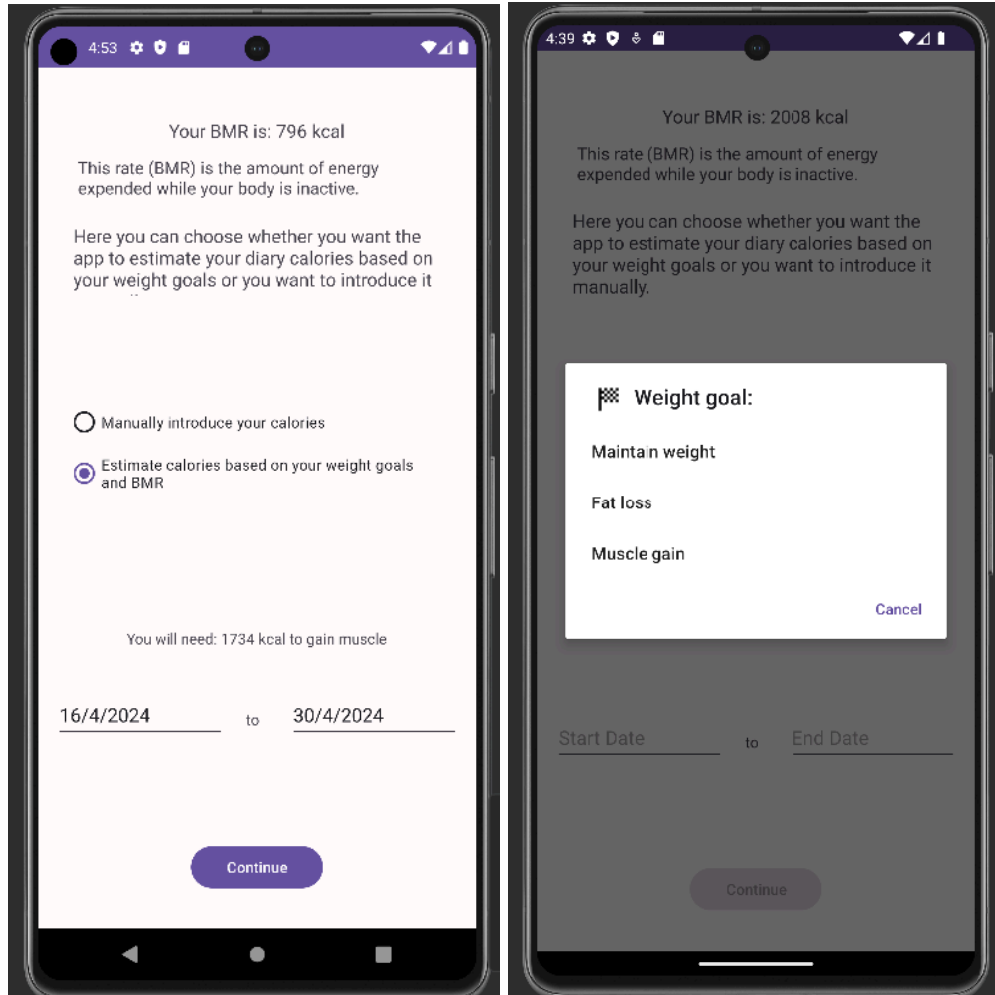 4:53
Your BMR is: 796 kcal
This rate (BMR) is the amount of energy
expended while your body is inactive.
Here you can choose whether you want the
app to estimate your diary calories based on
your weight goals or you want to introduce it
Manually introduce your calories
Estimate calories based on your weight goals
and BMR
You will need: 1734 kcal to gain muscle
16/4/2024 to 30/4/2024
Continue
4:39
Your BMR is: 2008 kcal
This rate (BMR) is the amount of energy
expended while your body is inactive.
Here you can choose whether you want the
app to estimate your diary calories based on
your weight goals or you want to introduce it
manually.
Weight goal:
Maintain weight
Fat loss
Muscle gain
Cancel
Start Date to End Date
Continue